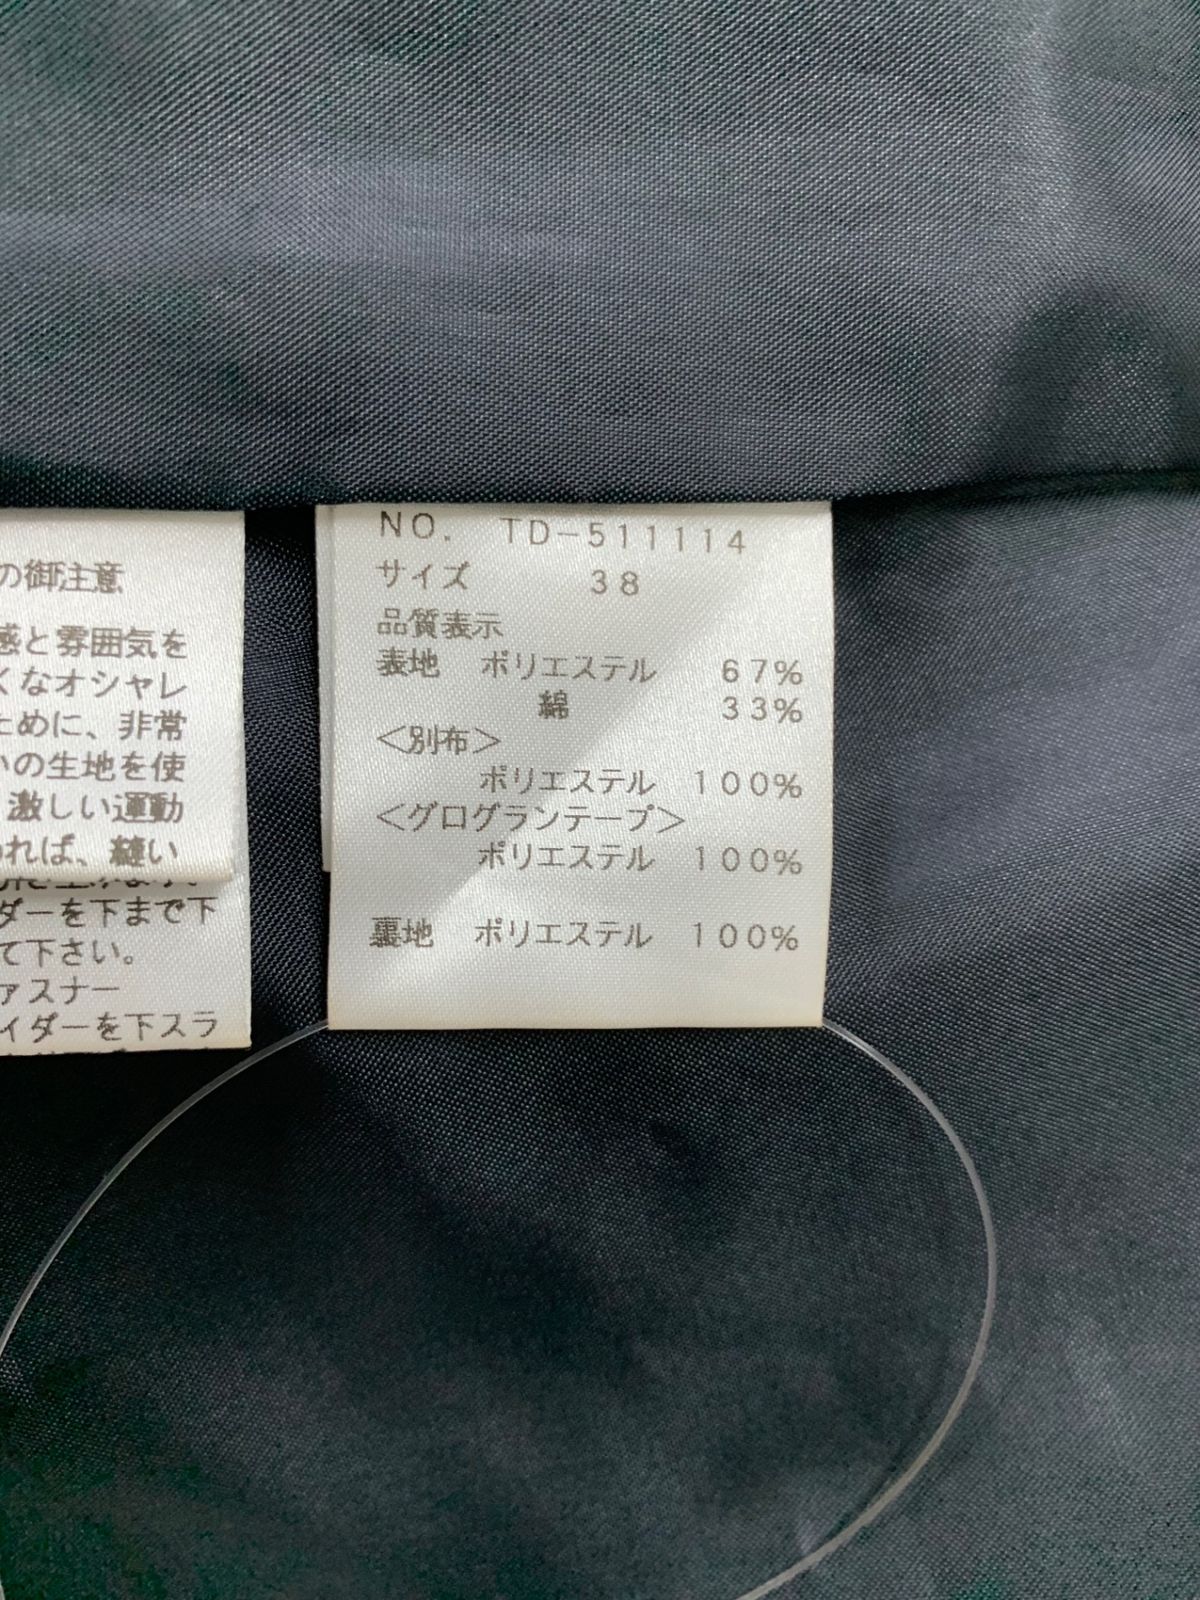 の御注意
感と雰囲気を
くなオシャレ
ために、非常
いの生地を使
激しい運動
われば、縫い
ダーを下まで下
て下さい。
ァスナー
イダーを下スラ
NO. TD-511114
サイズ 38
品質表示
表地 ポリエステル 67%
綿 33%
<別布>
ポリエステル 100%
<グログランテープ>
ポリエステル 100%
裏地 ポリエステル 100%